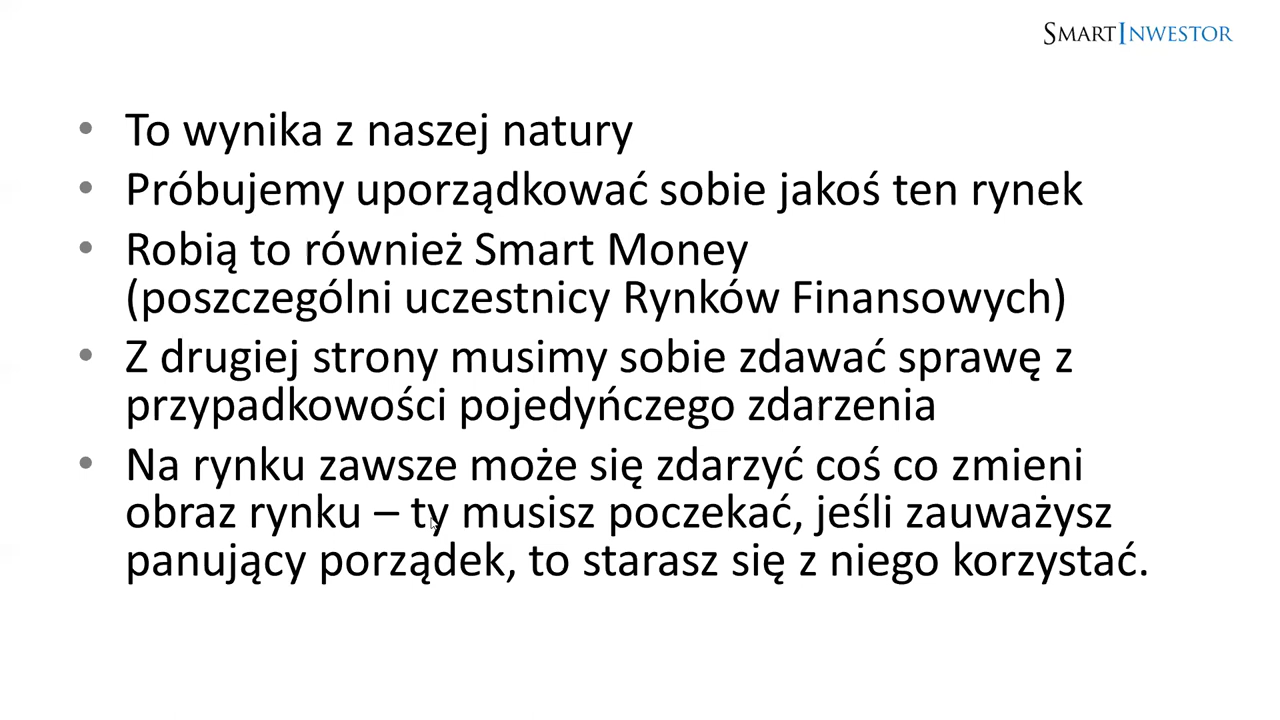 SMARTINWESTOR
• To wynika z naszej natury
• Próbujemy uporządkować sobie jakoś ten rynek
• Robią to również Smart Money
(poszczególni uczestnicy Rynków Finansowych)
• Z drugiej strony musimy sobie zdawać sprawę z
przypadkowości pojedyńczego zdarzenia
• Na rynku zawsze może się zdarzyć coś co zmieni
obraz rynku – ty musisz poczekać, jeśli zauważysz
panujący porządek, to starasz się z niego korzystać.